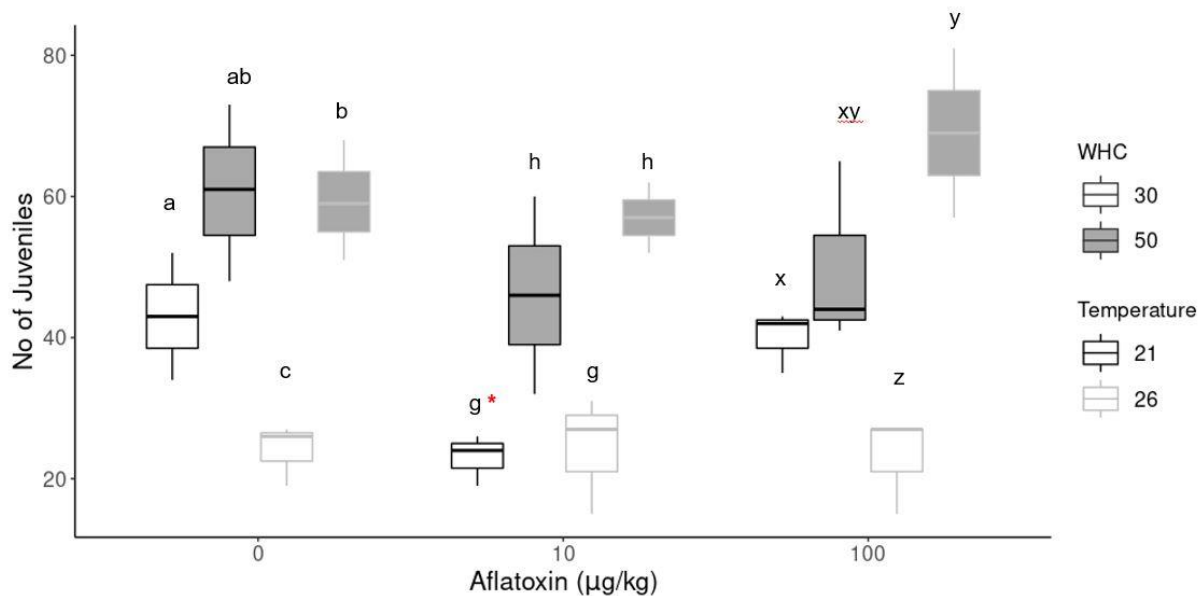 y
80
ab
b
xy
WHC
h
h
30
60
a
50
x
Temperature
No of Juveniles
40
21
c
g
z
g *
26
20
0
10
100
Aflatoxin (µg/kg)